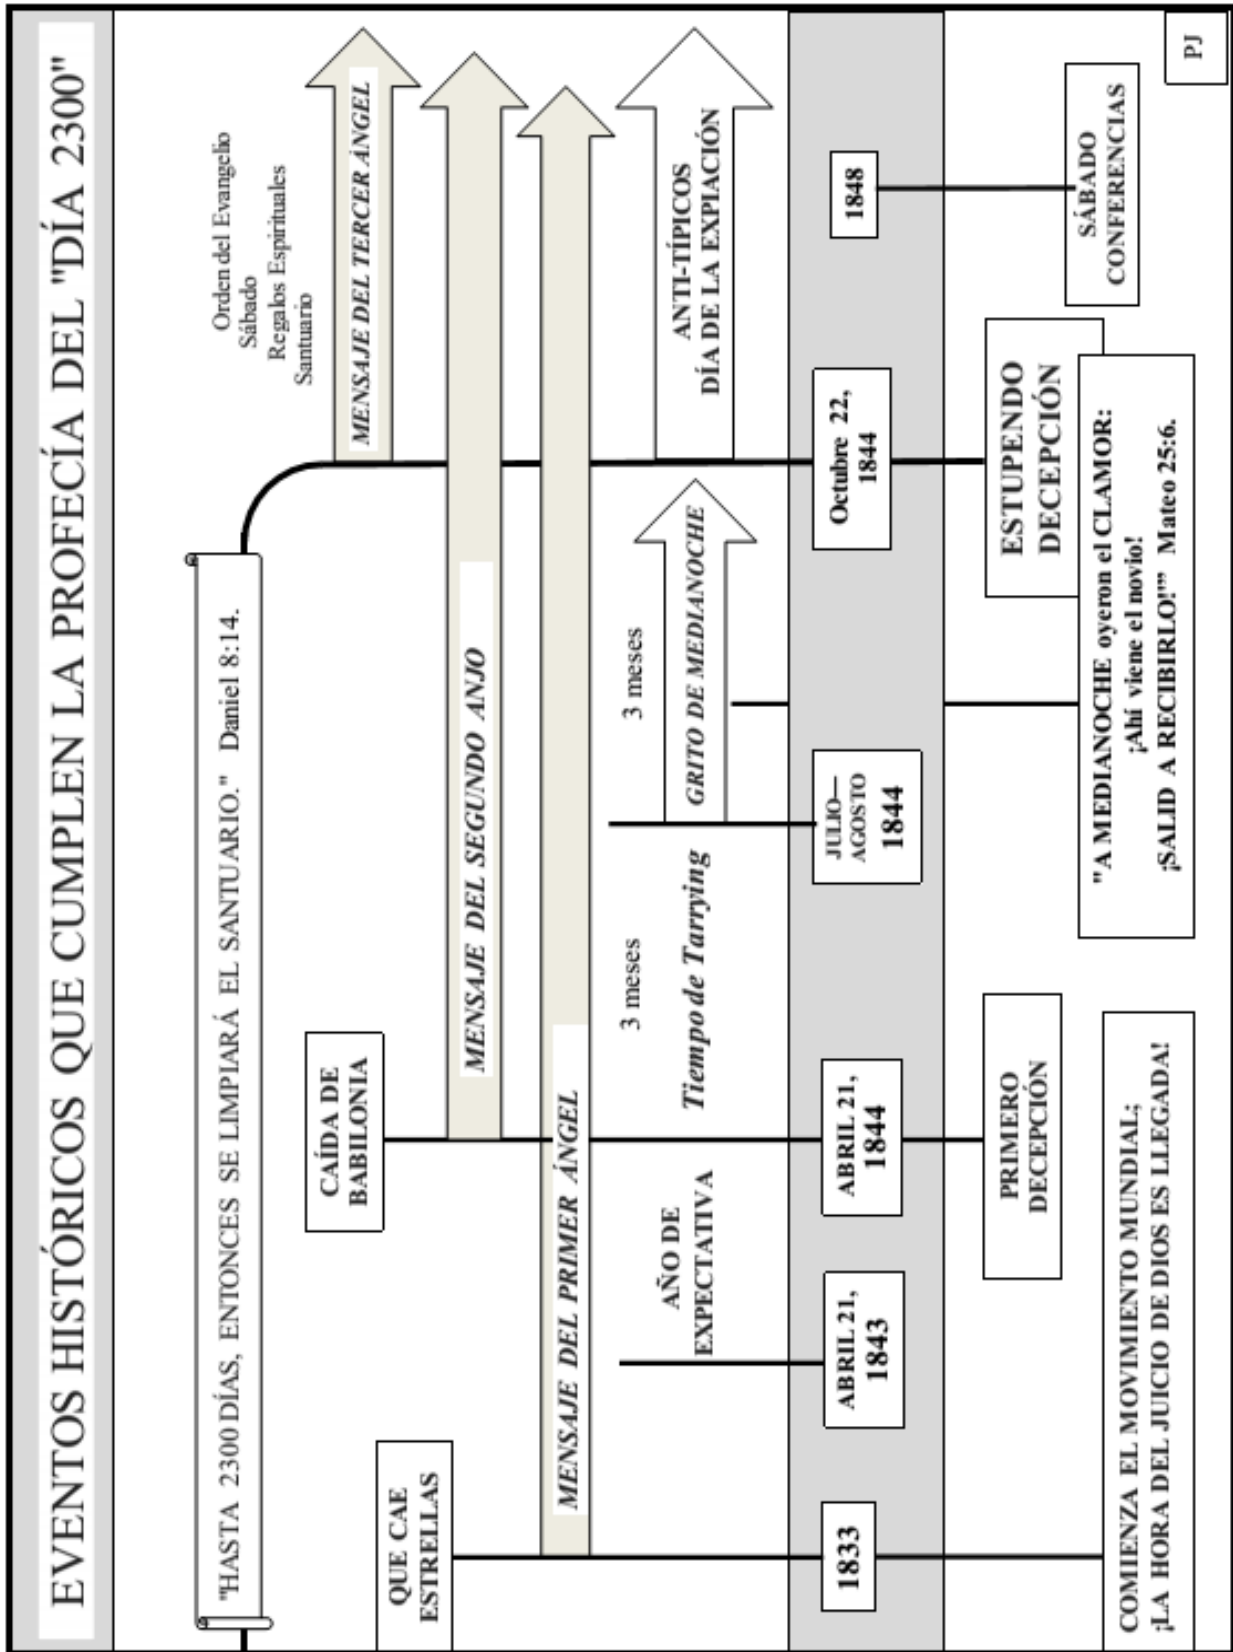 EVENTOS HISTÓRICOS QUE CUMPLEN LA PROFECÍA DEL "DÍA 2300"
"HASTA 2300 DÍAS, ENTONCES SE LIMPIARÁ EL SANTUARIO." Daniel 8:14.
Orden del Evangelio
Sábado
Regalos Espirituales
Santuario
CAÍDA DE
BABILONIA
MENSAJE DEL TERCER ÁNGEL
QUE CAE
ESTRELLAS
MENSAJE DEL SEGUNDO ANJO
MENSAJE DEL PRIMER ÁNGEL
AÑO DE
EXPECTATIVA
3 meses
Tiempo de Tarrying
3 meses
GRITO DE MEDIANOCHE
ANTI-TÍPICOS
DÍA DE LA EXPIACIÓN
1833
ABRIL 21,
1843
ABRIL 21,
1844
JULIO—
AGOSTO
1844
Octubre 22,
1844
1848
PRIMERO
DECEPCIÓN
ESTUPENDO
DECEPCIÓN
SÁBADO
CONFERENCIAS
COMIENZA EL MOVIMIENTO MUNDIAL;
¡LA HORA DEL JUICIO DE DIOS ES LLEGADA!
"A MEDIANOCHE oyeron el CLAMOR:
¡Ahí viene el novio!
¡SALID A RECIBIRLO!'" Mateo 25:6.
PJ